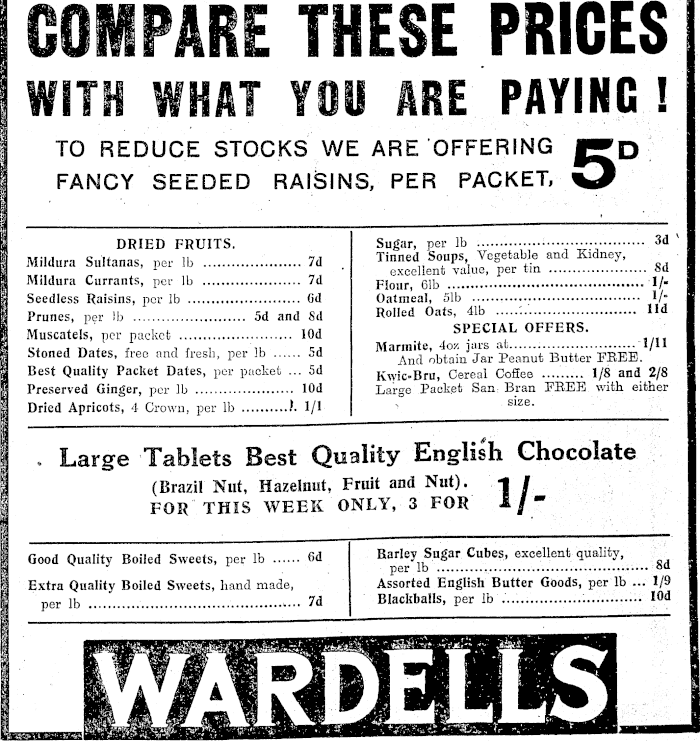 COMPARE THESE PRICES
WITH WHAT YOU ARE PAYING!
TO REDUCE STOCKS WE ARE OFFERING
FANCY SEEDED RAISINS, PER PACKET, 5D
DRIED FRUITS.
Mildura Sultanas, per lb .................... 7d
Mildura Currants, per lb .................... 7d
Seedless Raisins, per lb ....................... 6d
Prunes, per lb ....................... 5d and 8d
Muscatels, per packet ....................... 10d
Stoned Dates, free and fresh, per lb ...... 5d
Best Quality Packet Dates, per packet ... 5d
Preserved Ginger, per lb ..................... 10d
Dried Apricots, 4 Crown, per lb .......... 1/1
Sugar, per lb ................................... 3d
Tinned Soups, Vegetable and Kidney,
excellent value, per tin ..................... 8d
Flour, 6lb ........................................ 1/-
Oatmeal, 5lb .................................... 1/-
Rolled Oats, 4lb ............................... 11d
SPECIAL OFFERS.
Marmite, 4oz jars at.......................... 1/11
And obtain Jar Peanut Butter FREE.
Kwic-Bru, Cereal Coffee ......... 1/8 and 2/8
Large Packet San Bran FREE with either
size.
Large Tablets Best Quality English Chocolate
(Brazil Nut, Hazelnut, Fruit and Nut).
FOR THIS WEEK ONLY, 3 FOR 1/-
Good Quality Boiled Sweets, per lb ...... 6d
Extra Quality Boiled Sweets, hand made,
per lb ........................................... 7d
Rarley Sugar Cubes, excellent quality,
per lb ........................................... 8d
Assorted English Butter Goods, per lb ... 1/9
Blackballs, per lb ............................. 10d
WARDELLS